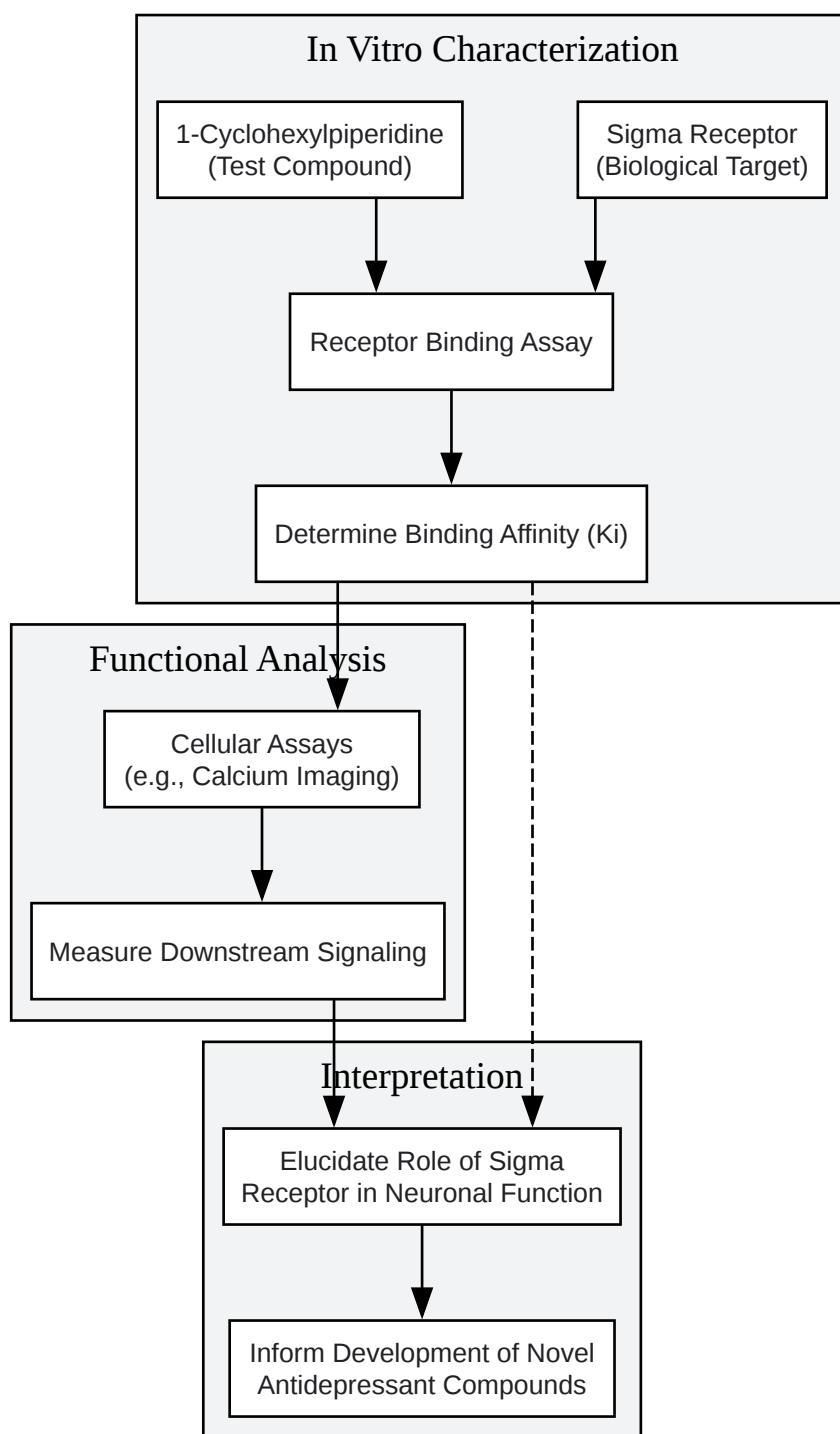 In Vitro Characterization
1-Cyclohexylpiperidine
(Test Compound)
Sigma Receptor
(Biological Target)
Receptor Binding Assay
Determine Binding Affinity (Ki)
Functional Analysis
Cellular Assays
(e.g., Calcium Imaging)
Measure Downstream Signaling
Interpretation
Elucidate Role of Sigma
Receptor in Neuronal Function
Inform Development of Novel
Antidepressant Compounds